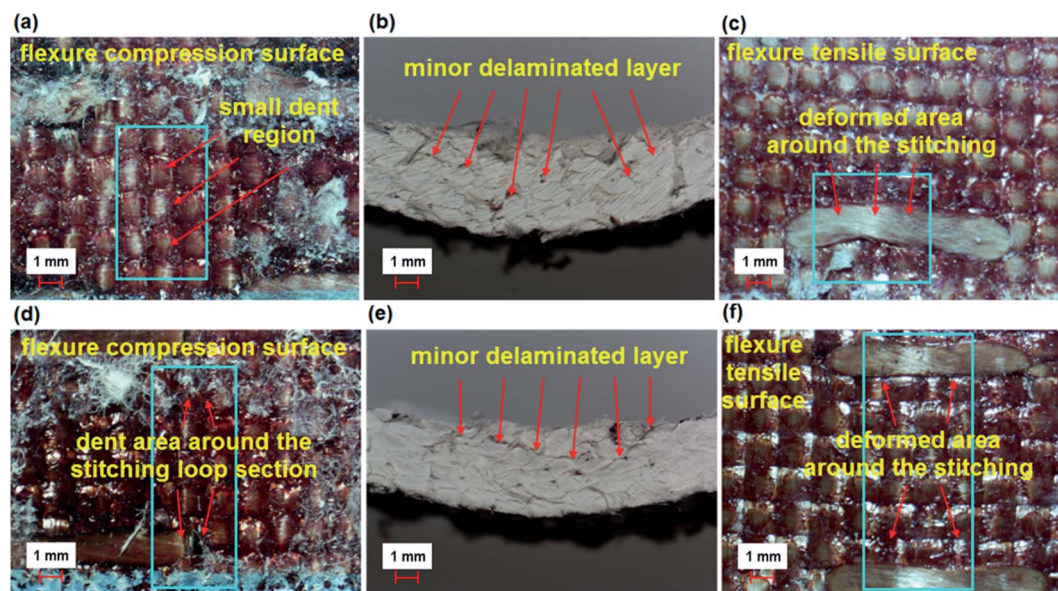 (a)
flexure compression surface
small dent
region
1 mm
(b)
minor delaminated layer
1 mm
(c)
flexure tensile surface
deformed area
around the stitching
1 mm
(d)
flexure compression surface
dent area around the
stitching loop section
1 mm
(e)
minor delaminated layer
1 mm
(f)
flexure
tensile
surface
deformed area
around the stitching
1 mm